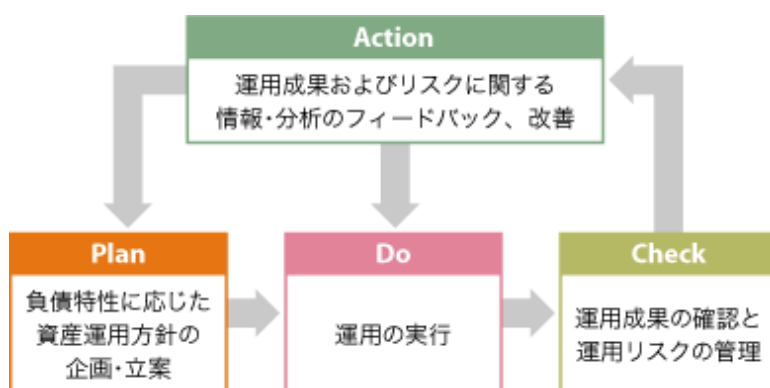 Action
運用成果およびリスクに関する
情報・分析のフィードバック、改善
Plan
負債特性に応じた
資産運用方針の
企画・立案
Do
運用の実行
Check
運用成果の確認と
運用リスクの管理